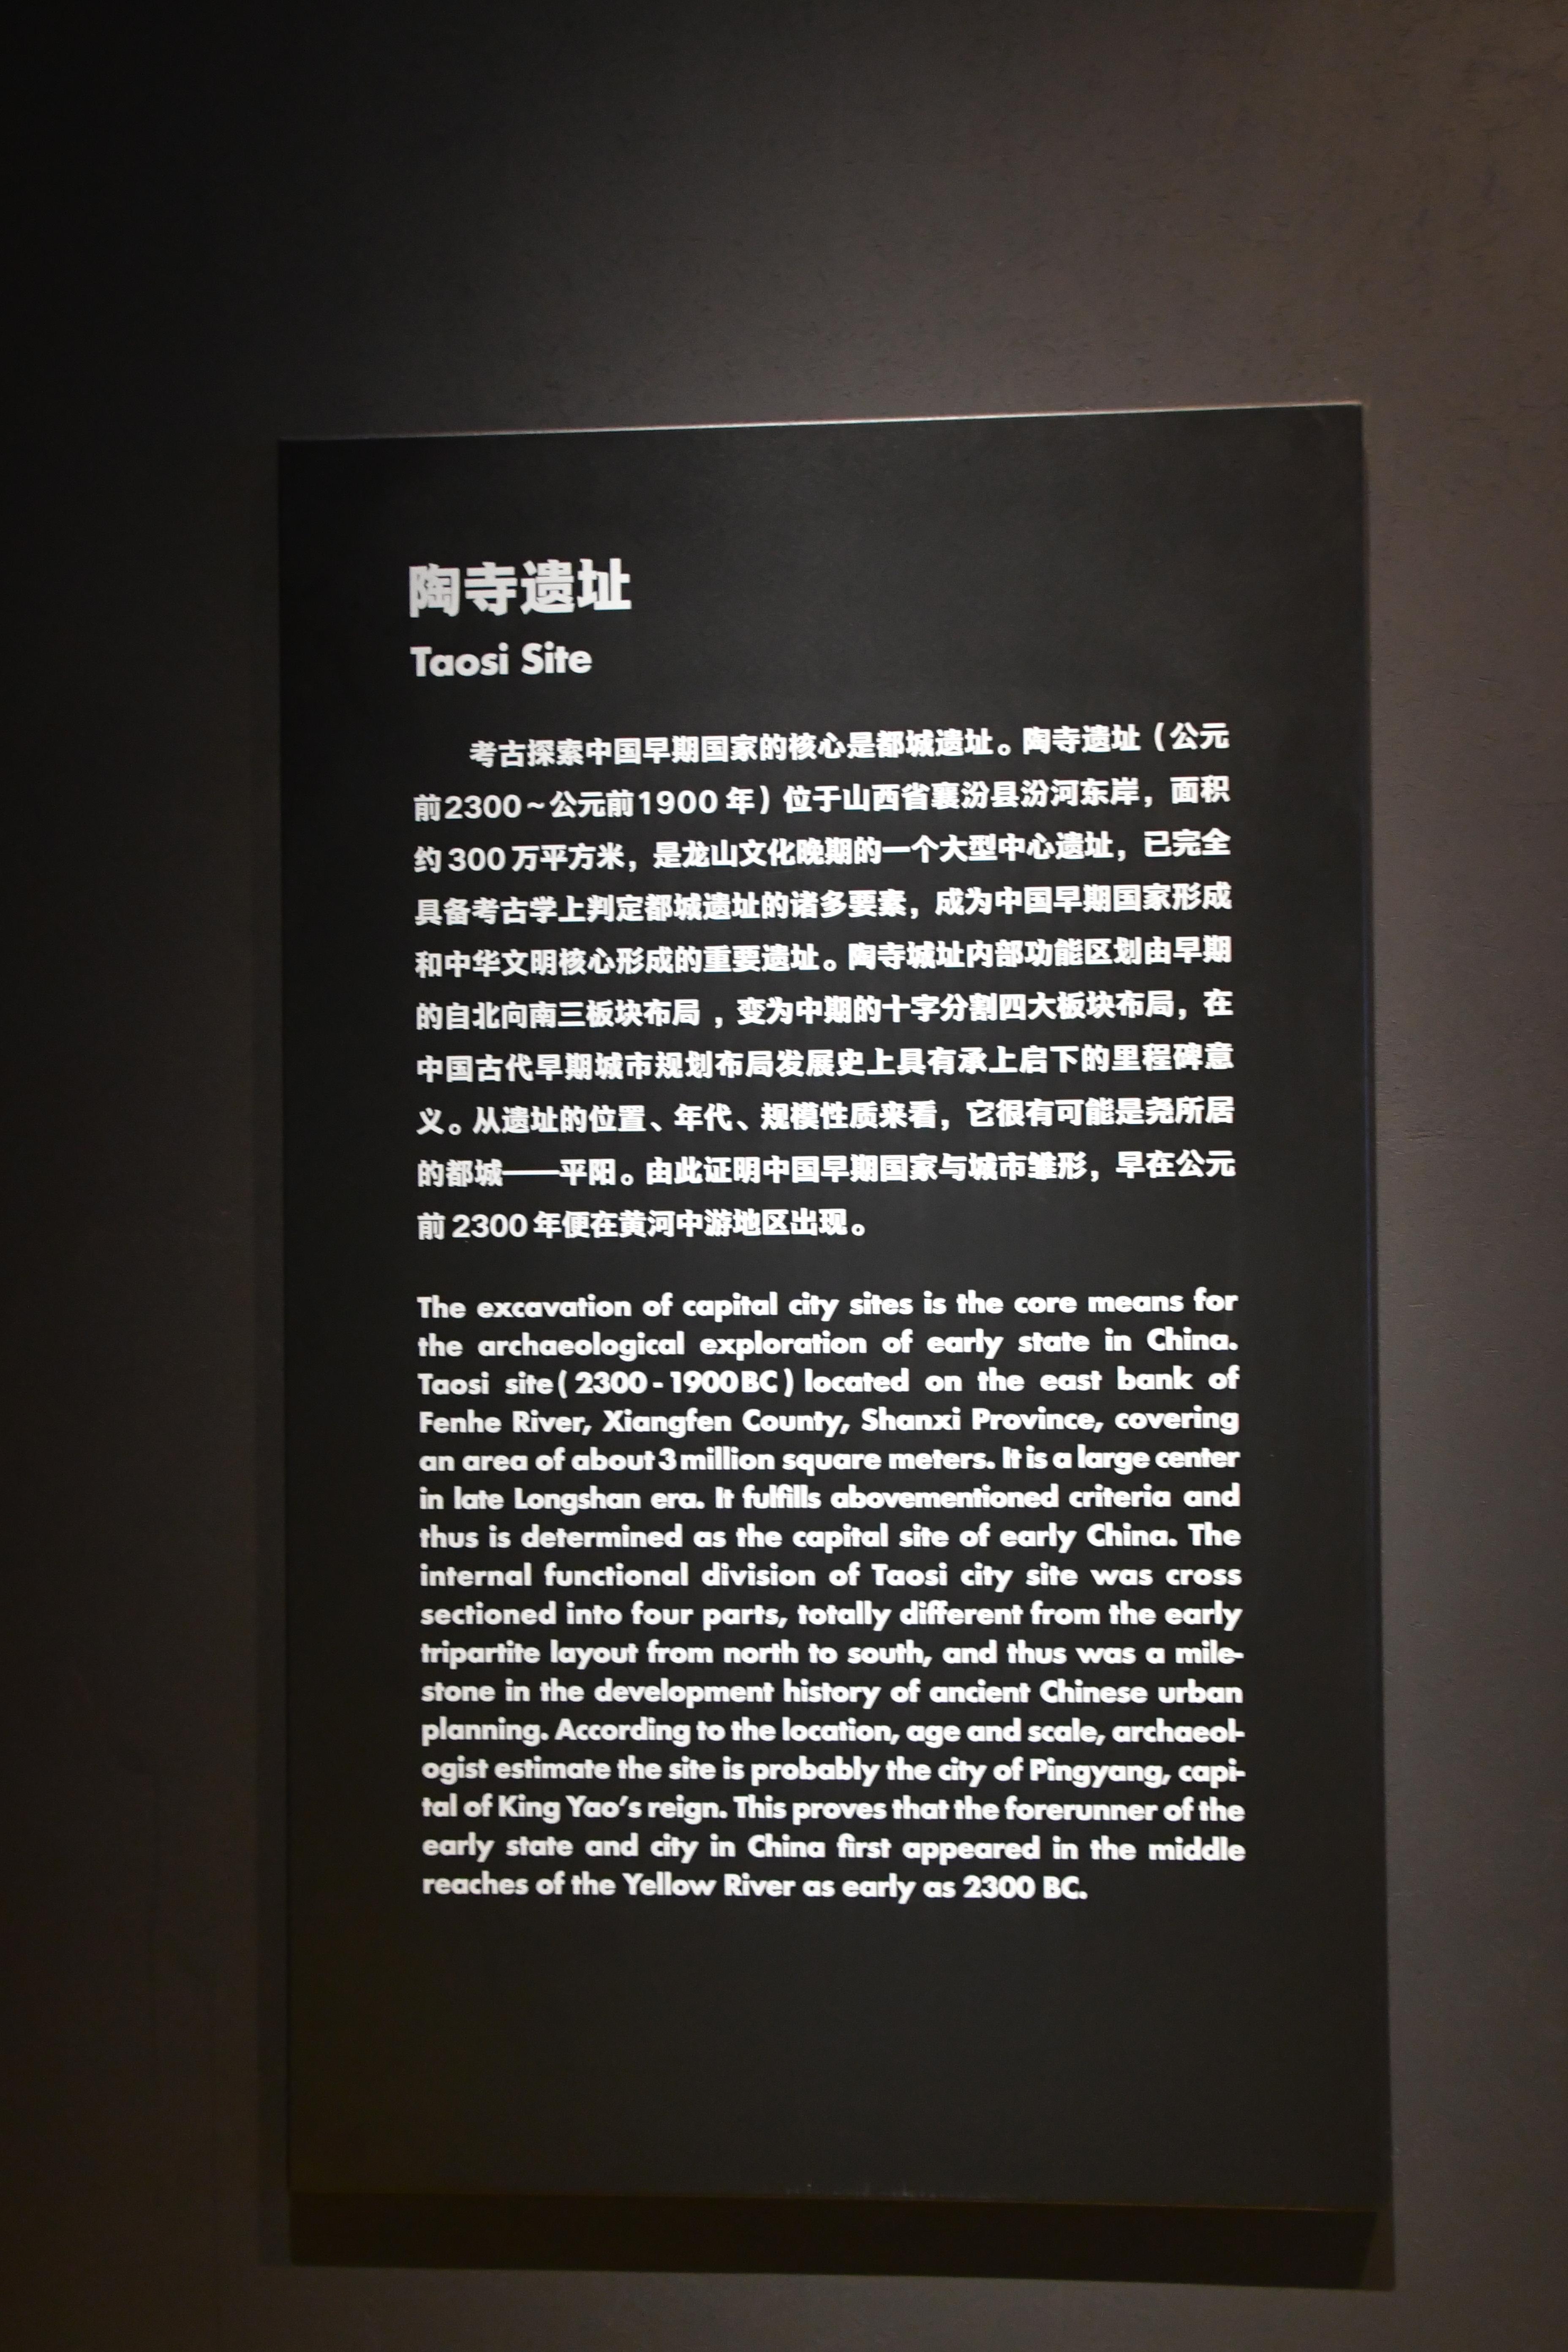 陶寺遗址
Taosi Site
考古探索中国早期国家的核心是都城遗址。陶寺遗址（公元
前2300~公元前1900 年）位于山西省襄汾县汾河东岸，面积
约 300 万平方米，是龙山文化晚期的一个大型中心遗址，已完全
具备考古学上判定都城遗址的诸多要素，成为中国早期国家形成
和中华文明核心形成的重要遗址。陶寺城址内部功能区划由早期
的自北向南三板块布局 ，变为中期的十字分割四大板块布局，在
中国古代早期城市规划布局发展史上具有承上启下的里程碑意
义。从遗址的位置、年代、规模性质来看，它很有可能是尧所居
的都城——平阳。由此证明中国早期国家与城市雏形，早在公元
前 2300 年便在黄河中游地区出现。
The excavation of capital city sites is the core means for
the archaeological exploration of early state in China.
Taosi site( 2300 - 1900BC ) located on the east bank of
Fenhe River, Xiangfen County, Shanxi Province, covering
an area of about 3 million square meters. It is a large center
in late Longshan era. It fulfills abovementioned criteria and
thus is determined as the capital site of early China. The
internal functional division of Taosi city site was cross
sectioned into four parts, totally different from the early
tripartite layout from north to south, and thus was a mile-
stone in the development history of ancient Chinese urban
planning. According to the location, age and scale, archaeol-
ogist estimate the site is probably the city of Pingyang, capi-
tal of King Yao’s reign. This proves that the forerunner of the
early state and city in China first appeared in the middle
reaches of the Yellow River as early as 2300 BC.